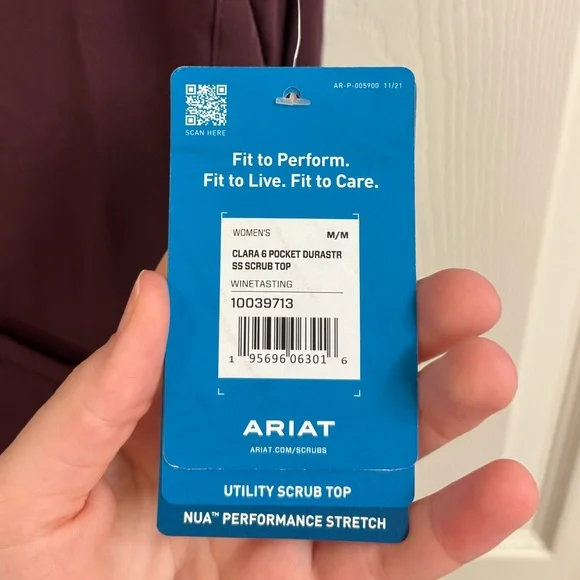 AR-P-005900 11/21
SCAN HERE
Fit to Perform.
Fit to Live. Fit to Care.
WOMEN'S M/M
CLARA 6 POCKET DURASTR
SS SCRUB TOP
WINETASTING
10039713
1 95696 06301 6
ARIAT
ARIAT.COM/SCRUBS
UTILITY SCRUB TOP
NUA™ PERFORMANCE STRETCH